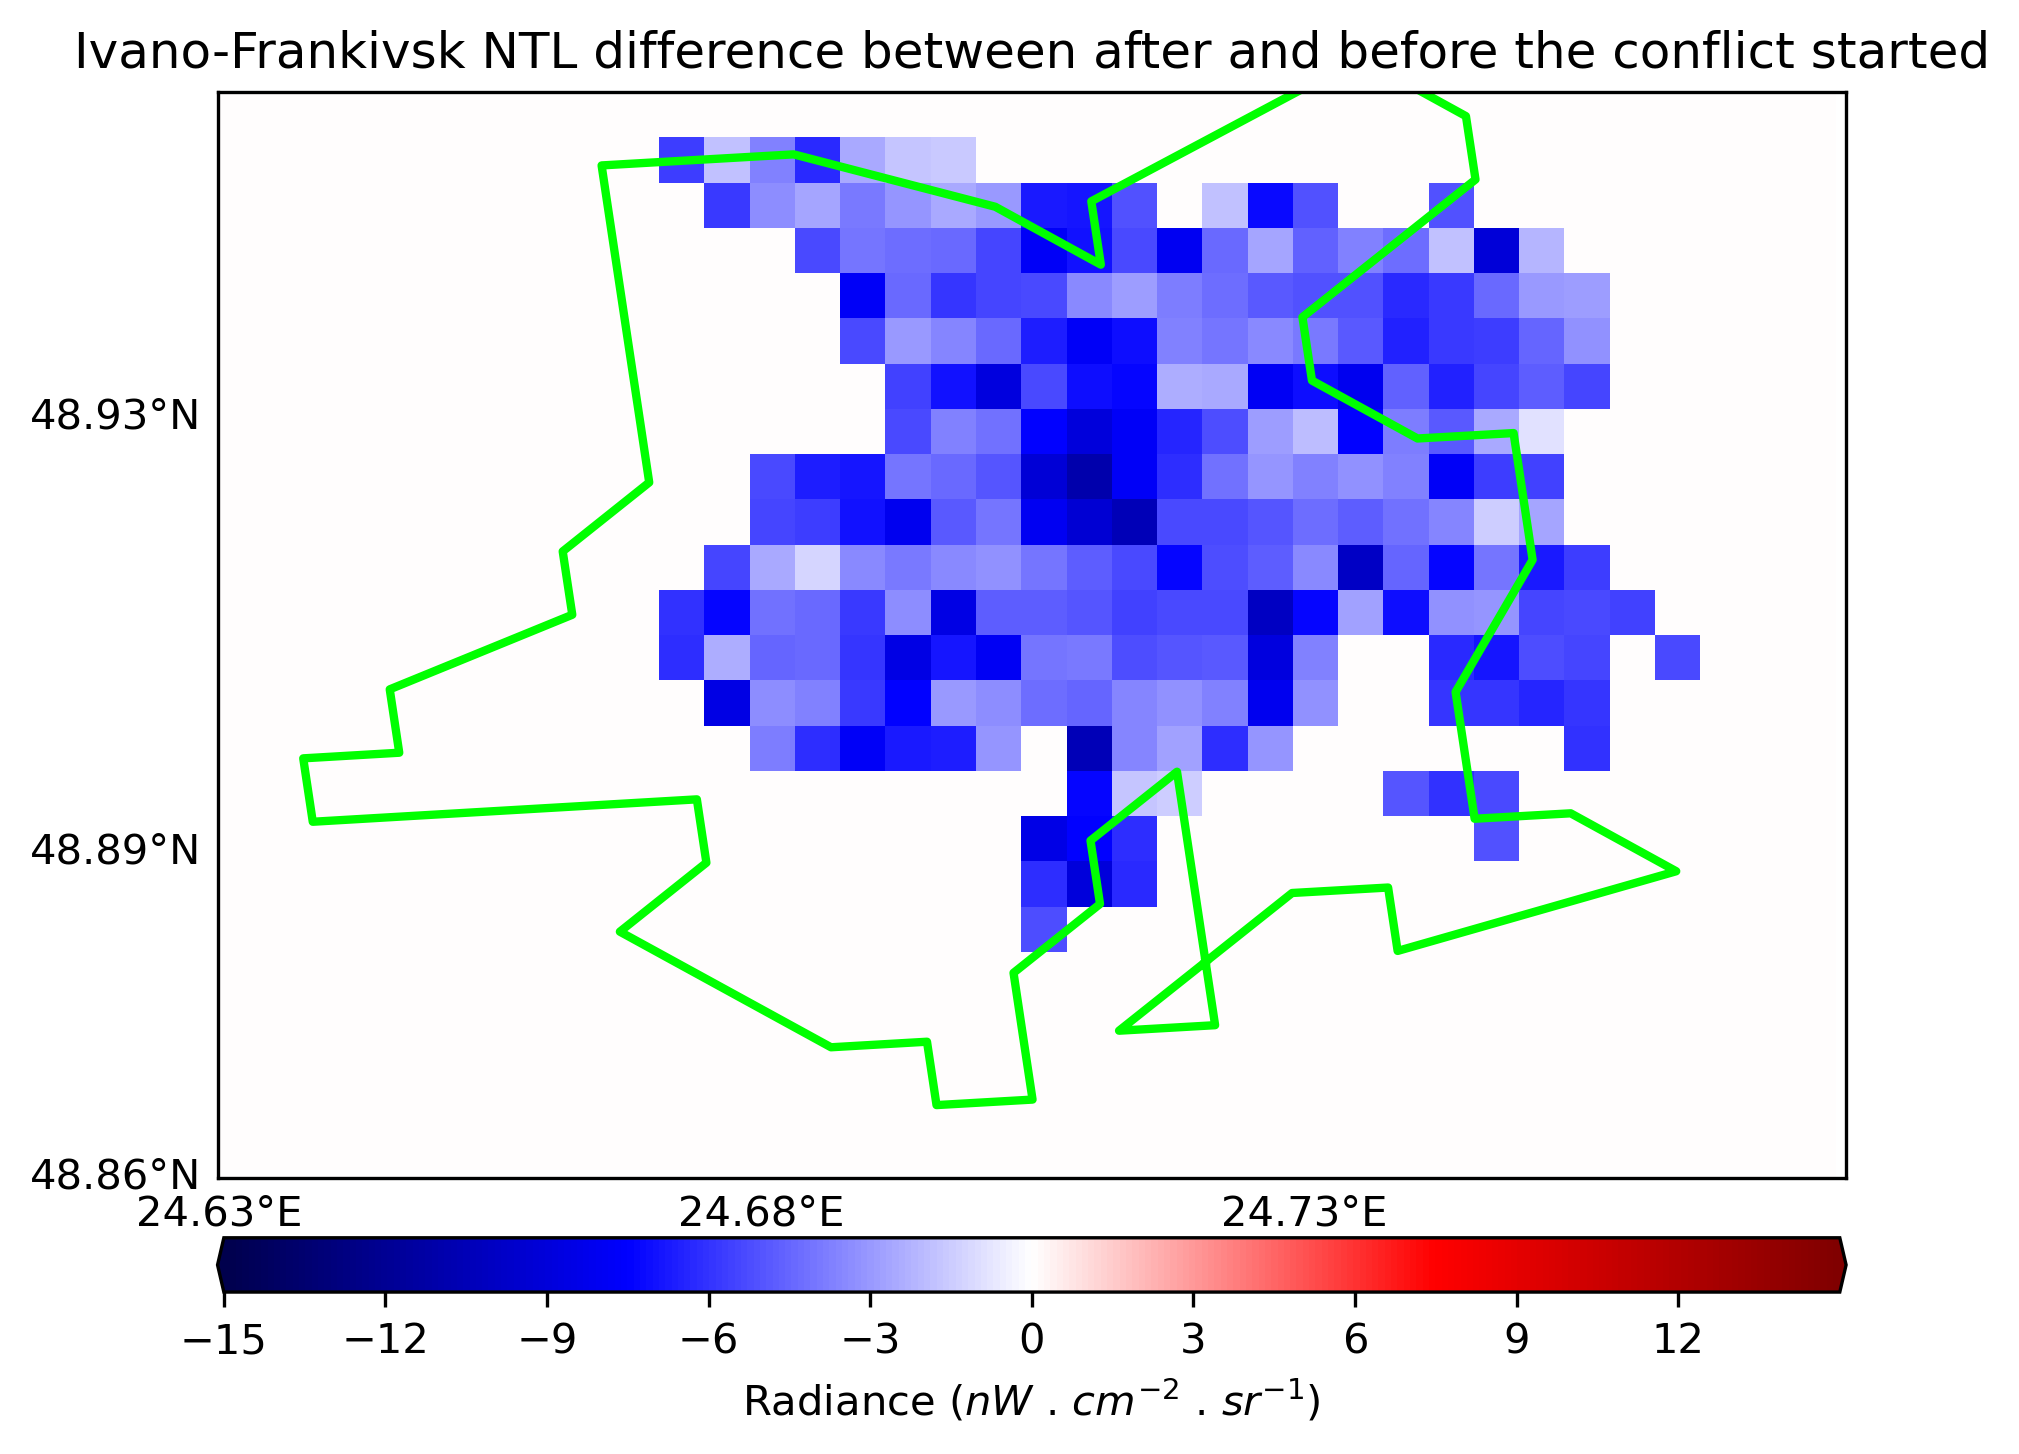 Ivano-Frankivsk NTL difference between after and before the conflict started
48.93°N
48.89°N
48.86°N
24.63°E 24.68°E 24.73°E
−15 −12 −9 −6 −3 0 3 6 9 12
Radiance (nW . cm⁻² . sr⁻¹)